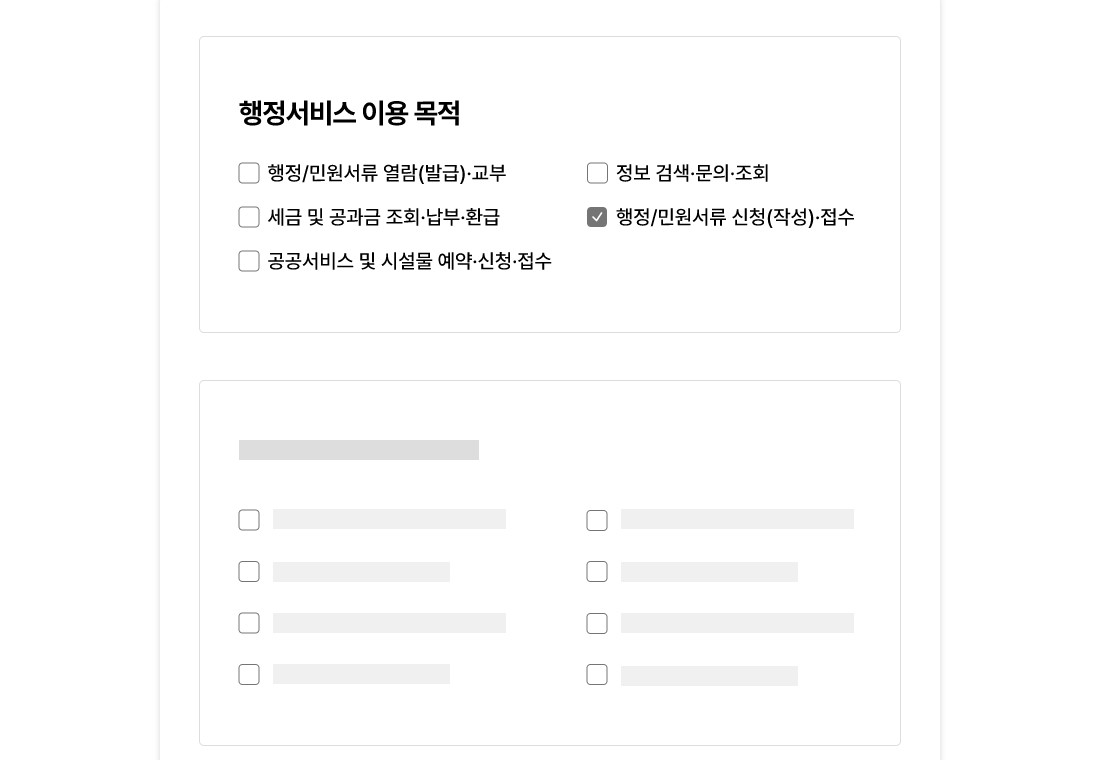 행정서비스 이용 목적
행정/민원서류 열람(발급)·교부
정보 검색·문의·조회
세금 및 공과금 조회·납부·환급
행정/민원서류 신청(작성)·접수
공공서비스 및 시설물 예약·신청·접수